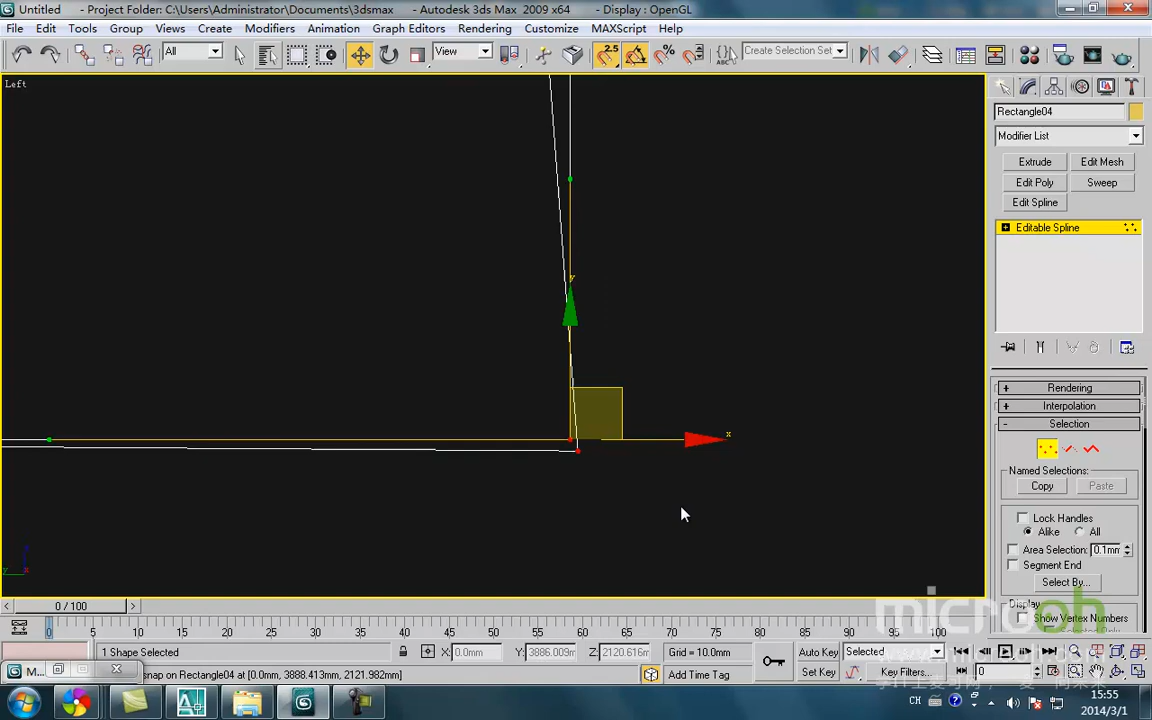 Untitled - Project Folder: C:\Users\Administrator\Documents\3dsmax - Autodesk 3ds Max 2009 x64 - Display : OpenGL
File Edit Tools Group Views Create Modifiers Animation Graph Editors Rendering Customize MAXScript Help
All View 2.5 ABC Create Selection Set
Left
Rectangle04
Modifier List
Extrude Edit Mesh
Edit Poly Sweep
Edit Spline
Editable Spline
y
x
+ Rendering
+ Interpolation
- Selection
Named Selections:
Copy Paste
Lock Handles
Alike All
Area Selection: 0.1mm
Segment End
Select By...
Display
Show Vertex Numbers
microoh
0 / 100
0 5 10 15 20 25 30 35 40 45 50 55 60 65 70 75 80 85 90 95 100
1 Shape Selected X: 0.0mm Y: 3886.009m Z: 2120.616m Grid = 10.0mm Auto Key Selected
M... snap on Rectangle04 at [0.0mm, 3888.413mm, 2121.982mm] Add Time Tag Set Key Key Filters... 0
CH 15:55
2014/3/1